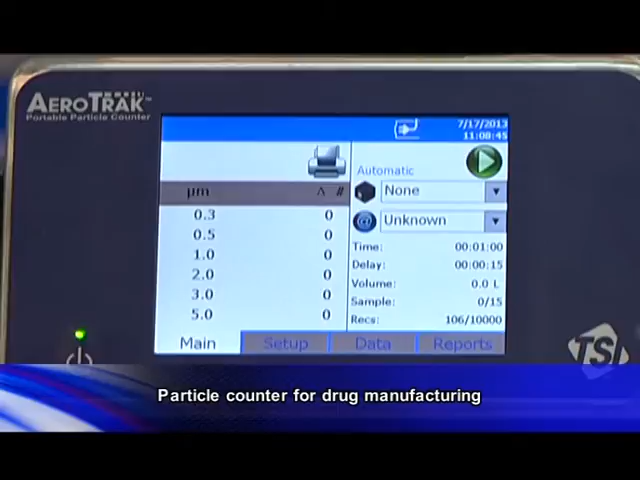 AEROTRAK™
Portable Particle Counter
7/17/2013
11:08:45
Automatic
µm Δ #
None
0.3 0
0.5 0
1.0 0
2.0 0
3.0 0
5.0 0
@ Unknown
Time: 00:01:00
Delay: 00:00:15
Volume: 0.0 L
Sample: 0/15
Recs: 106/10000
Main Setup Data Reports
TSI
Particle counter for drug manufacturing